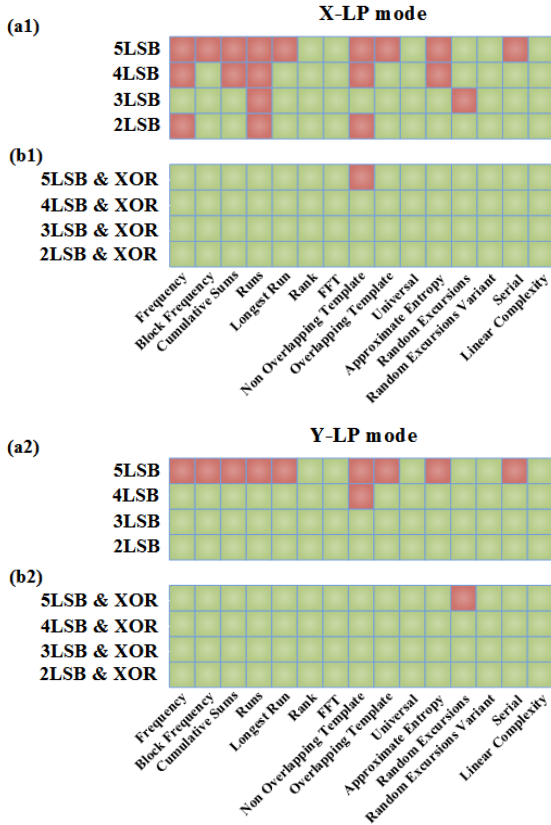 X-LP mode
(a1)
5LSB
4LSB
3LSB
2LSB
(b1)
5LSB & XOR
4LSB & XOR
3LSB & XOR
2LSB & XOR
Frequency
Block Frequency
Cumulative Sums
Runs
Longest Run
Rank
FFT
Non Overlapping Template
Overlapping Template
Universal
Approximate Entropy
Random Excursions
Random Excursions Variant
Serial
Linear Complexity
Y-LP mode
(a2)
5LSB
4LSB
3LSB
2LSB
(b2)
5LSB & XOR
4LSB & XOR
3LSB & XOR
2LSB & XOR
Frequency
Block Frequency
Cumulative Sums
Runs
Longest Run
Rank
FFT
Non Overlapping Template
Overlapping Template
Universal
Approximate Entropy
Random Excursions
Random Excursions Variant
Serial
Linear Complexity